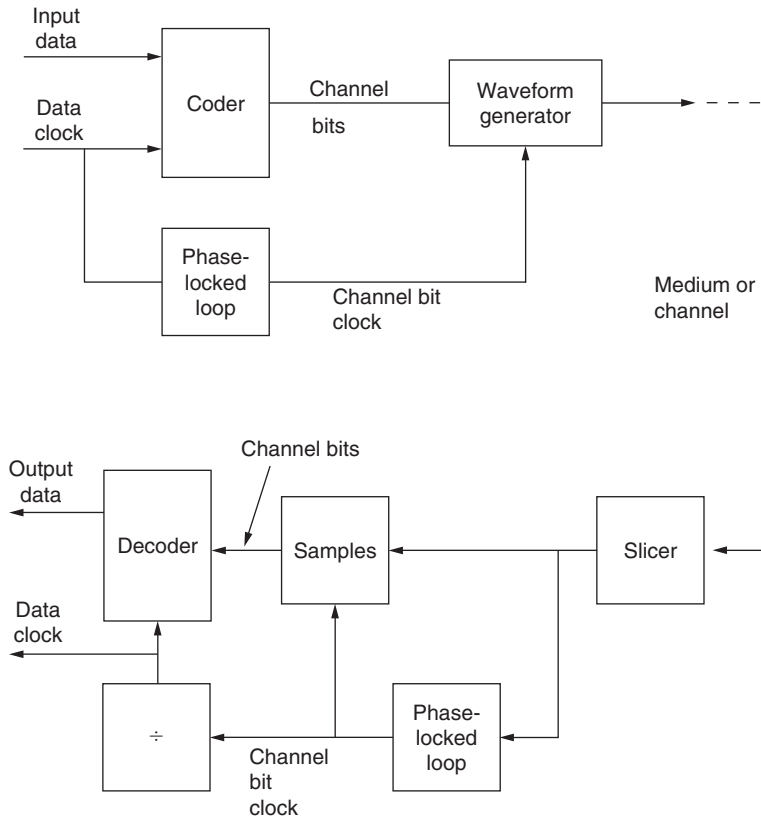 Input
data
Data
clock
Coder
Channel
bits
Waveform
generator
Phase-
locked
loop
Channel bit
clock
Medium or
channel
Channel bits
Output
data
Decoder
Samples
Slicer
Data
clock
÷
Channel
bit
clock
Phase-
locked
loop